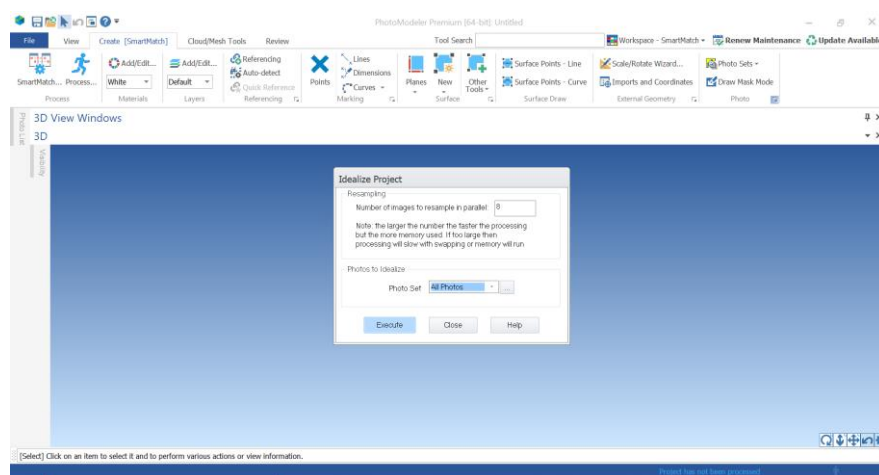 PhotoModeler Premium [64-bit]: Untitled
File View Create [SmartMatch] Cloud/Mesh Tools Review Tool Search Workspace - SmartMatch Renew Maintenance Update Available
SmartMatch... Process...
Process
Add/Edit...
White
Materials
Add/Edit...
Default
Layers
Referencing
Auto-detect
Quick Reference
Referencing
Points
Lines
Dimensions
Curves
Marking
Planes New Other Tools
Surface
Surface Points - Line
Surface Points - Curve
Surface Draw
Scale/Rotate Wizard...
Imports and Coordinates
External Geometry
Photo Sets
Draw Mask Mode
Photo
Photo List
3D View Windows
3D
Visibility
Idealize Project
Resampling
Number of images to resample in parallel: 8
Note: the larger the number the faster the processing
but the more memory used. If too large then
processing will slow with swapping or memory will run
Photos to Idealize
Photo Set All Photos ...
Execute Close Help
[Select] Click on an item to select it and to perform various actions or view information.
Project has not been processed